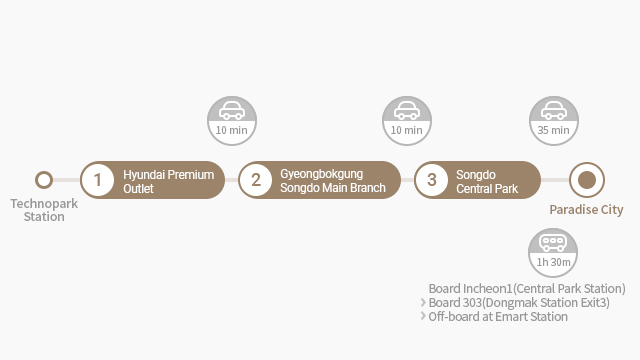 10 min
10 min
35 min
1
Hyundai Premium
Outlet
2
Gyeongbokgung
Songdo Main Branch
3
Songdo
Central Park
Technopark
Station
Paradise City
1h 30m
Board Incheon1(Central Park Station)
> Board 303(Dongmak Station Exit3)
> Off-board at Emart Station